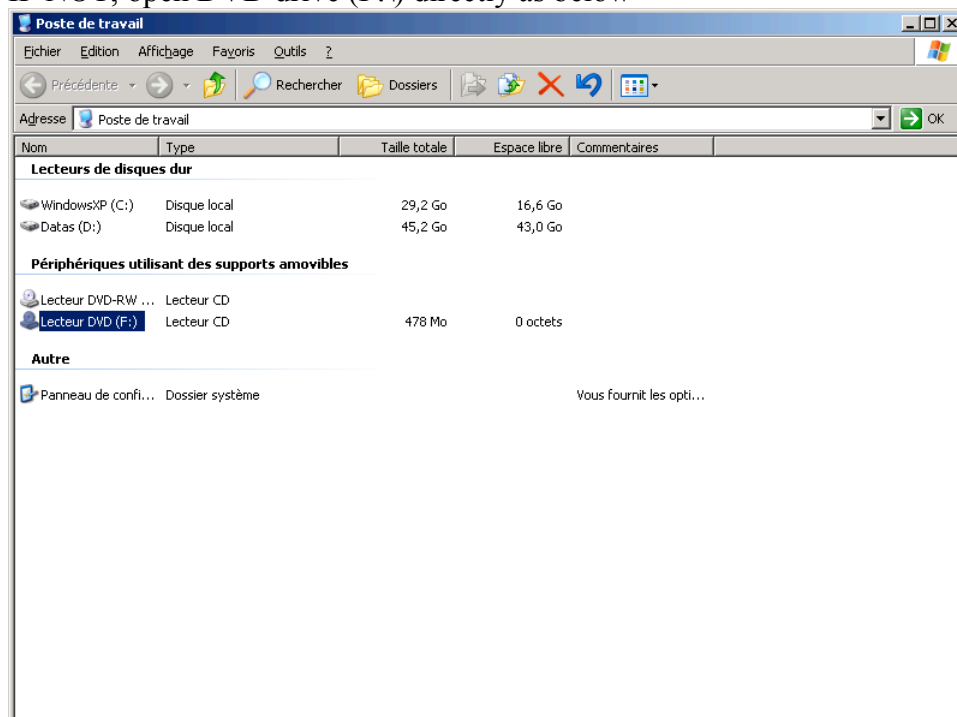 IF NOT, open DVD drive (F:\) directly as below
Poste de travail
Fichier Edition Affichage Favoris Outils ?
Précédente Rechercher Dossiers
Adresse Poste de travail OK
Nom Type Taille totale Espace libre Commentaires
Lecteurs de disques dur
WindowsXP (C:) Disque local 29,2 Go 16,6 Go
Datas (D:) Disque local 45,2 Go 43,0 Go
Périphériques utilisant des supports amovibles
Lecteur DVD-RW ... Lecteur CD
Lecteur DVD (F:) Lecteur CD 478 Mo 0 octets
Autre
Panneau de confi... Dossier système Vous fournit les opti...